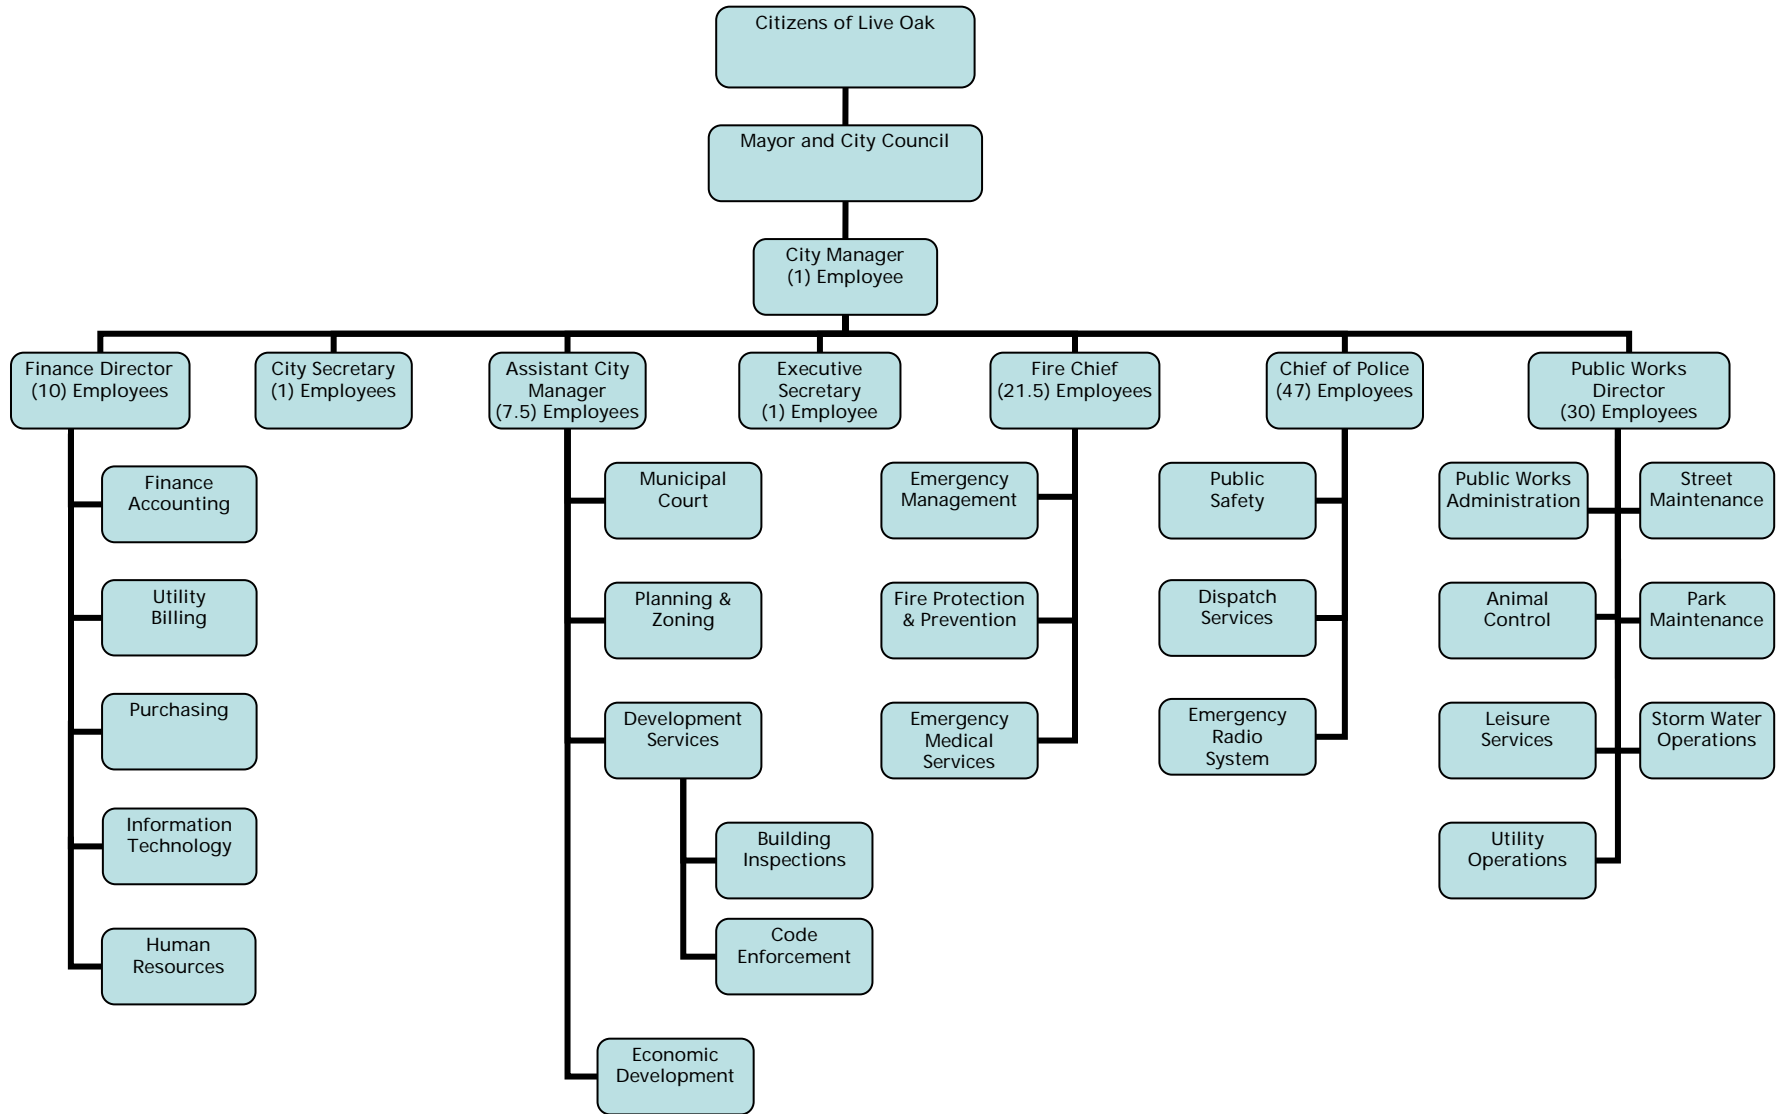 Citizens of Live Oak
Mayor and City Council
City Manager
(1) Employee
Finance Director
(10) Employees
City Secretary
(1) Employees
Assistant City
Manager
(7.5) Employees
Executive
Secretary
(1) Employee
Fire Chief
(21.5) Employees
Chief of Police
(47) Employees
Public Works
Director
(30) Employees
Finance
Accounting
Utility
Billing
Purchasing
Information
Technology
Human
Resources
Municipal
Court
Planning &
Zoning
Development
Services
Building
Inspections
Code
Enforcement
Economic
Development
Emergency
Management
Fire Protection
& Prevention
Emergency
Medical
Services
Public
Safety
Dispatch
Services
Emergency
Radio
System
Public Works
Administration
Street
Maintenance
Animal
Control
Park
Maintenance
Leisure
Services
Storm Water
Operations
Utility
Operations